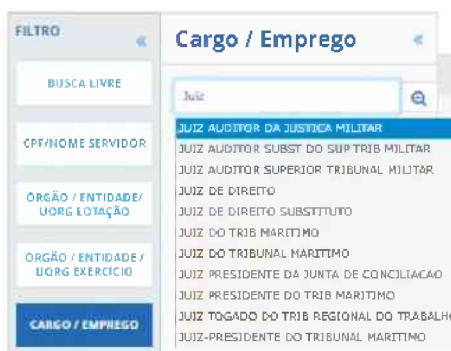 FILTRO
«
BUSCA LIVRE
CPF/NOME SERVIDOR
ÓRGÃO / ENTIDADE/
UORG LOTAÇÃO
ÓRGÃO / ENTIDADE /
UORG EXERCÍCIO
CARGO / EMPREGO
Cargo / Emprego
«
Juiz
JUIZ AUDITOR DA JUSTICA MILITAR
JUIZ AUDITOR SUBST DO SUP TRIB MILITAR
JUIZ AUDITOR SUPERIOR TRIBUNAL MILITAR
JUIZ DE DIREITO
JUIZ DE DIREITO SUBSTITUTO
JUIZ DO TRIB MARITIMO
JUIZ DO TRIBUNAL MARITIMO
JUIZ PRESIDENTE DA JUNTA DE CONCILIACAO
JUIZ PRESIDENTE DO TRIB MARITIMO
JUIZ TOGADO DO TRIB REGIONAL DO TRABALH
JUIZ-PRESIDENTE DO TRIBUNAL MARITIMO